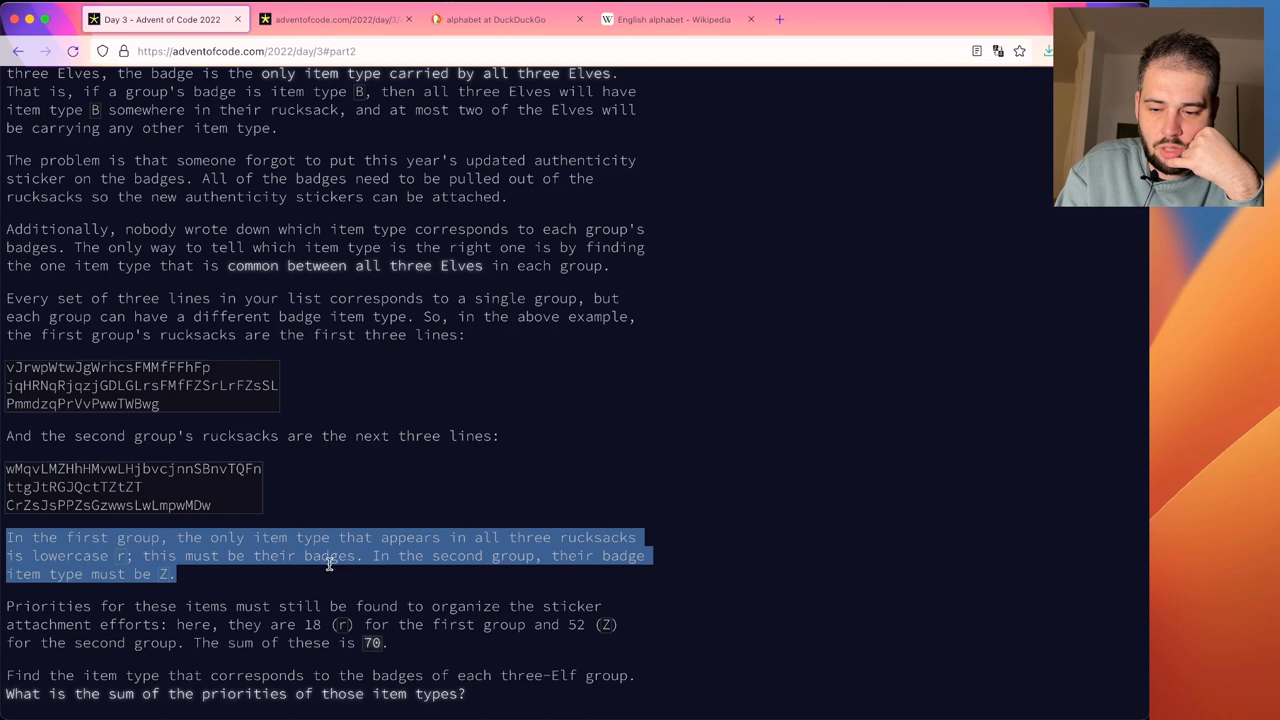 Day 3 - Advent of Code 2022
adventofcode.com/2022/day/3/
alphabet at DuckDuckGo
English alphabet - Wikipedia
https://adventofcode.com/2022/day/3#part2
three Elves, the badge is the only item type carried by all three Elves.
That is, if a group's badge is item type B, then all three Elves will have
item type B somewhere in their rucksack, and at most two of the Elves will
be carrying any other item type.
The problem is that someone forgot to put this year's updated authenticity
sticker on the badges. All of the badges need to be pulled out of the
rucksacks so the new authenticity stickers can be attached.
Additionally, nobody wrote down which item type corresponds to each group's
badges. The only way to tell which item type is the right one is by finding
the one item type that is common between all three Elves in each group.
Every set of three lines in your list corresponds to a single group, but
each group can have a different badge item type. So, in the above example,
the first group's rucksacks are the first three lines:
vJrwpWtwJgWrhcsFMMfFFhFp
jqHRNqRjqzjGDLGLrsFMfFZSrLrFZsSL
PmmdzqPrVvPwwTWBwg
And the second group's rucksacks are the next three lines:
wMqvLMZHhHMvwLHjbvcjnnSBnvTQFn
ttgJtRGJQctTZtZT
CrZsJsPPZsGzwwsLwLmpwMDw
In the first group, the only item type that appears in all three rucksacks
is lowercase r; this must be their badges. In the second group, their badge
item type must be Z.
Priorities for these items must still be found to organize the sticker
attachment efforts: here, they are 18 (r) for the first group and 52 (Z)
for the second group. The sum of these is 70.
Find the item type that corresponds to the badges of each three-Elf group.
What is the sum of the priorities of those item types?